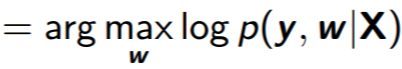 = arg max log p(y, w|X)
w